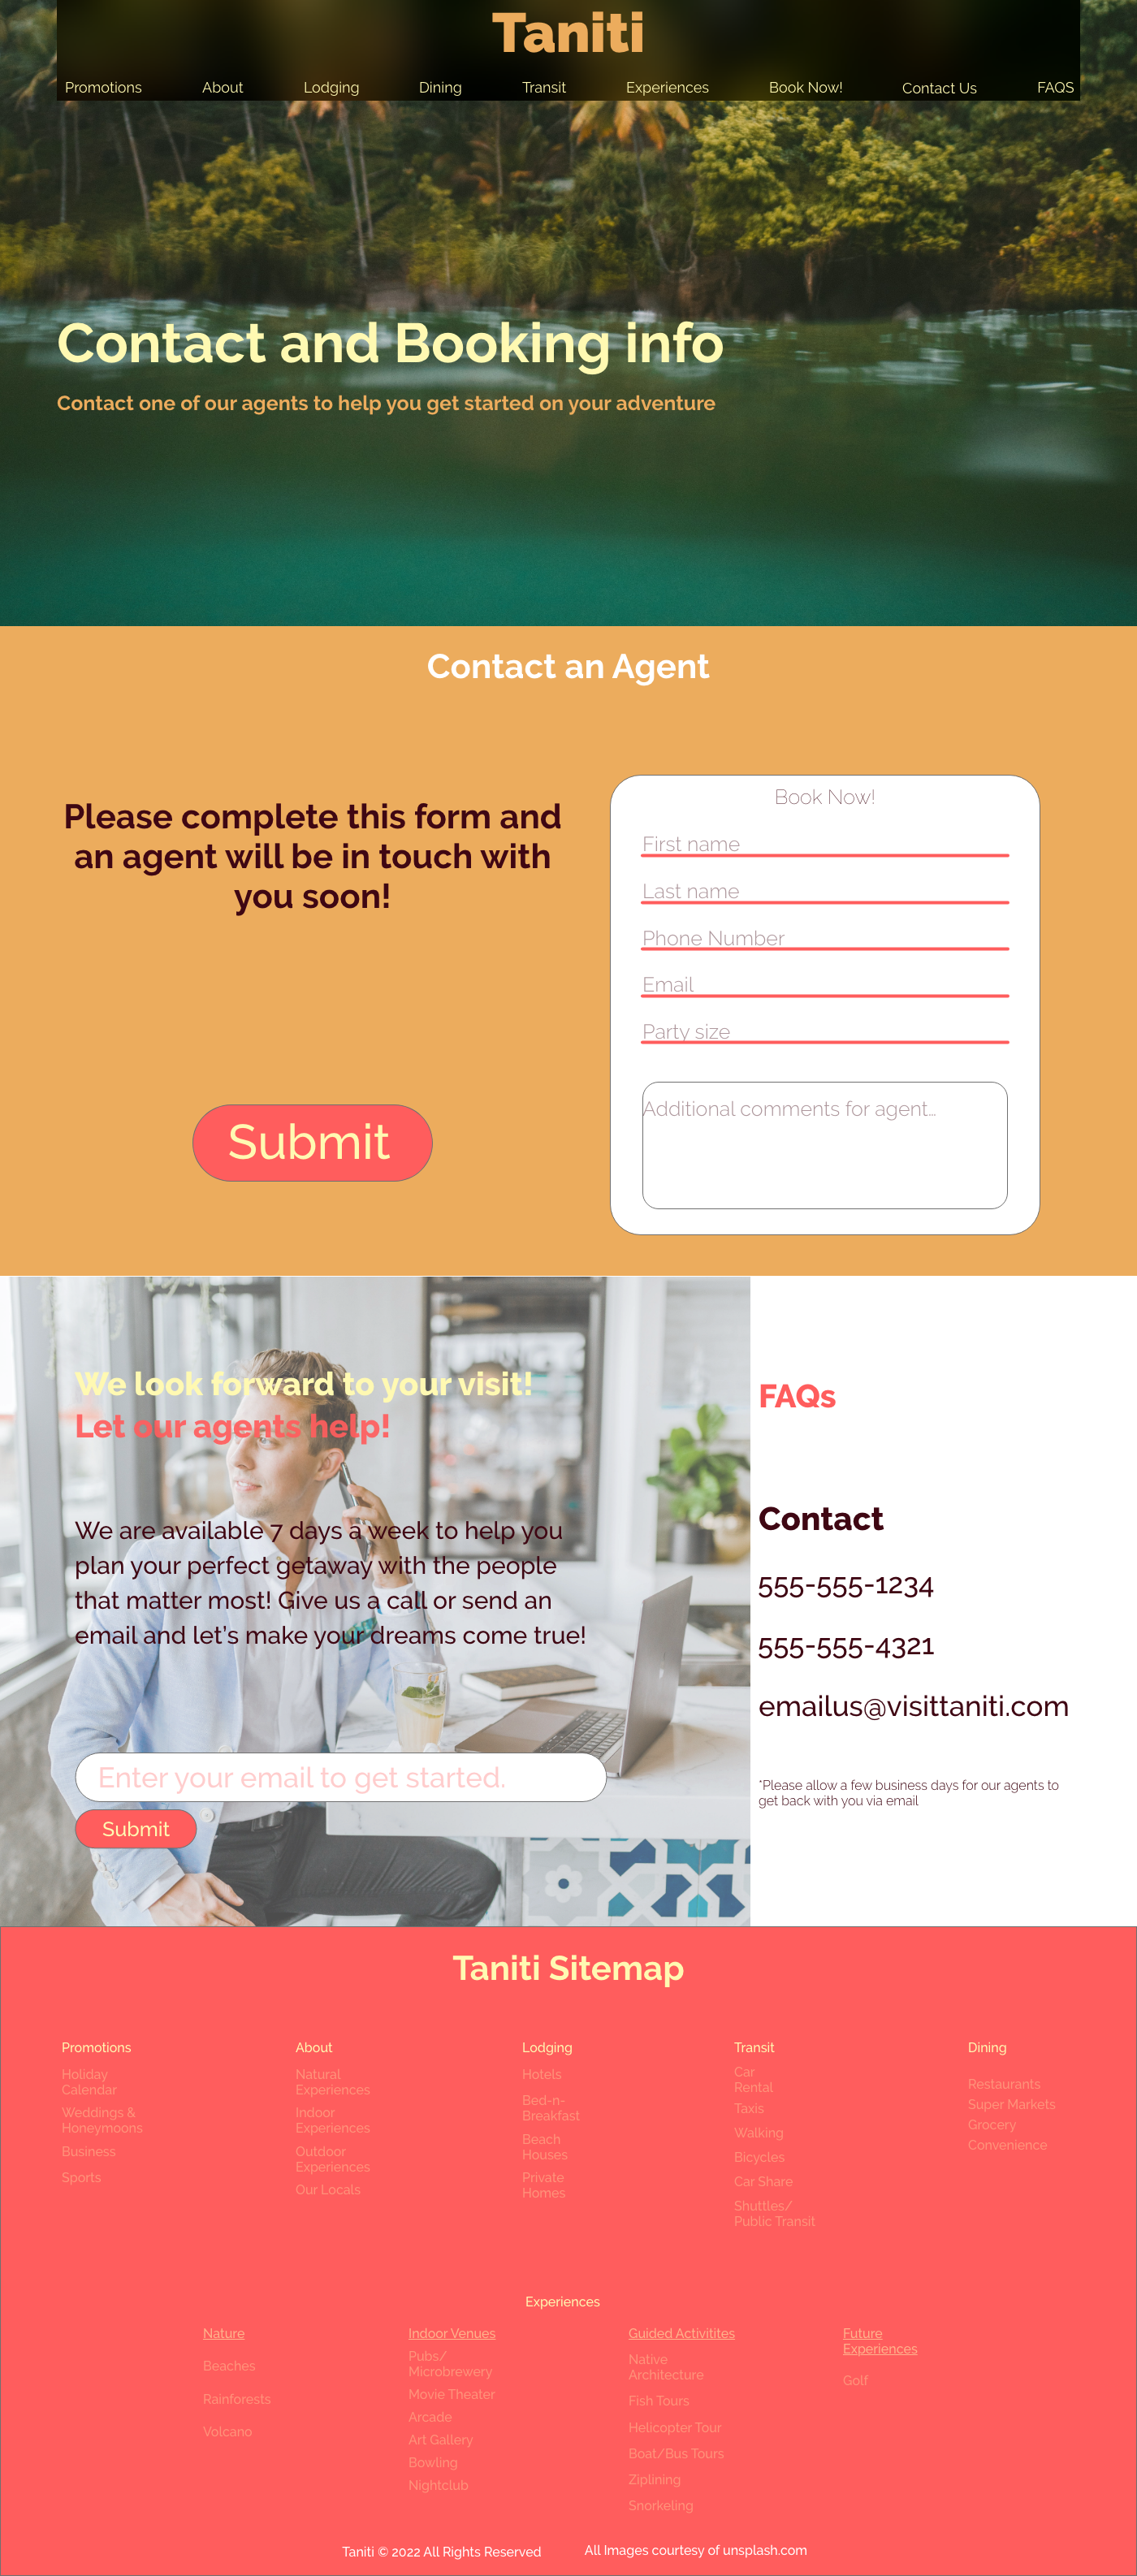 Taniti
Promotions About Lodging Dining Transit Experiences Book Now! Contact Us FAQS
Contact and Booking info
Contact one of our agents to help you get started on your adventure
Contact an Agent
Please complete this form and
an agent will be in touch with
you soon!
Submit
Book Now!
First name
Last name
Phone Number
Email
Party size
Additional comments for agent...
We look forward to your visit!
Let our agents help!
We are available 7 days a week to help you
plan your perfect getaway with the people
that matter most! Give us a call or send an
email and let's make your dreams come true!
Enter your email to get started.
Submit
FAQs
Contact
555-555-1234
555-555-4321
emailus@visittaniti.com
*Please allow a few business days for our agents to
get back with you via email
Taniti Sitemap
Promotions
Holiday
Calendar
Weddings &
Honeymoons
Business
Sports
About
Natural
Experiences
Indoor
Experiences
Outdoor
Experiences
Our Locals
Lodging
Hotels
Bed-n-
Breakfast
Beach
Houses
Private
Homes
Transit
Car
Rental
Taxis
Walking
Bicycles
Car Share
Shuttles/
Public Transit
Dining
Restaurants
Super Markets
Grocery
Convenience
Experiences
Nature
Beaches
Rainforests
Volcano
Indoor Venues
Pubs/
Microbrewery
Movie Theater
Arcade
Art Gallery
Bowling
Nightclub
Guided Activitites
Native
Architecture
Fish Tours
Helicopter Tour
Boat/Bus Tours
Ziplining
Snorkeling
Future
Experiences
Golf
Taniti © 2022 All Rights Reserved
All Images courtesy of unsplash.com